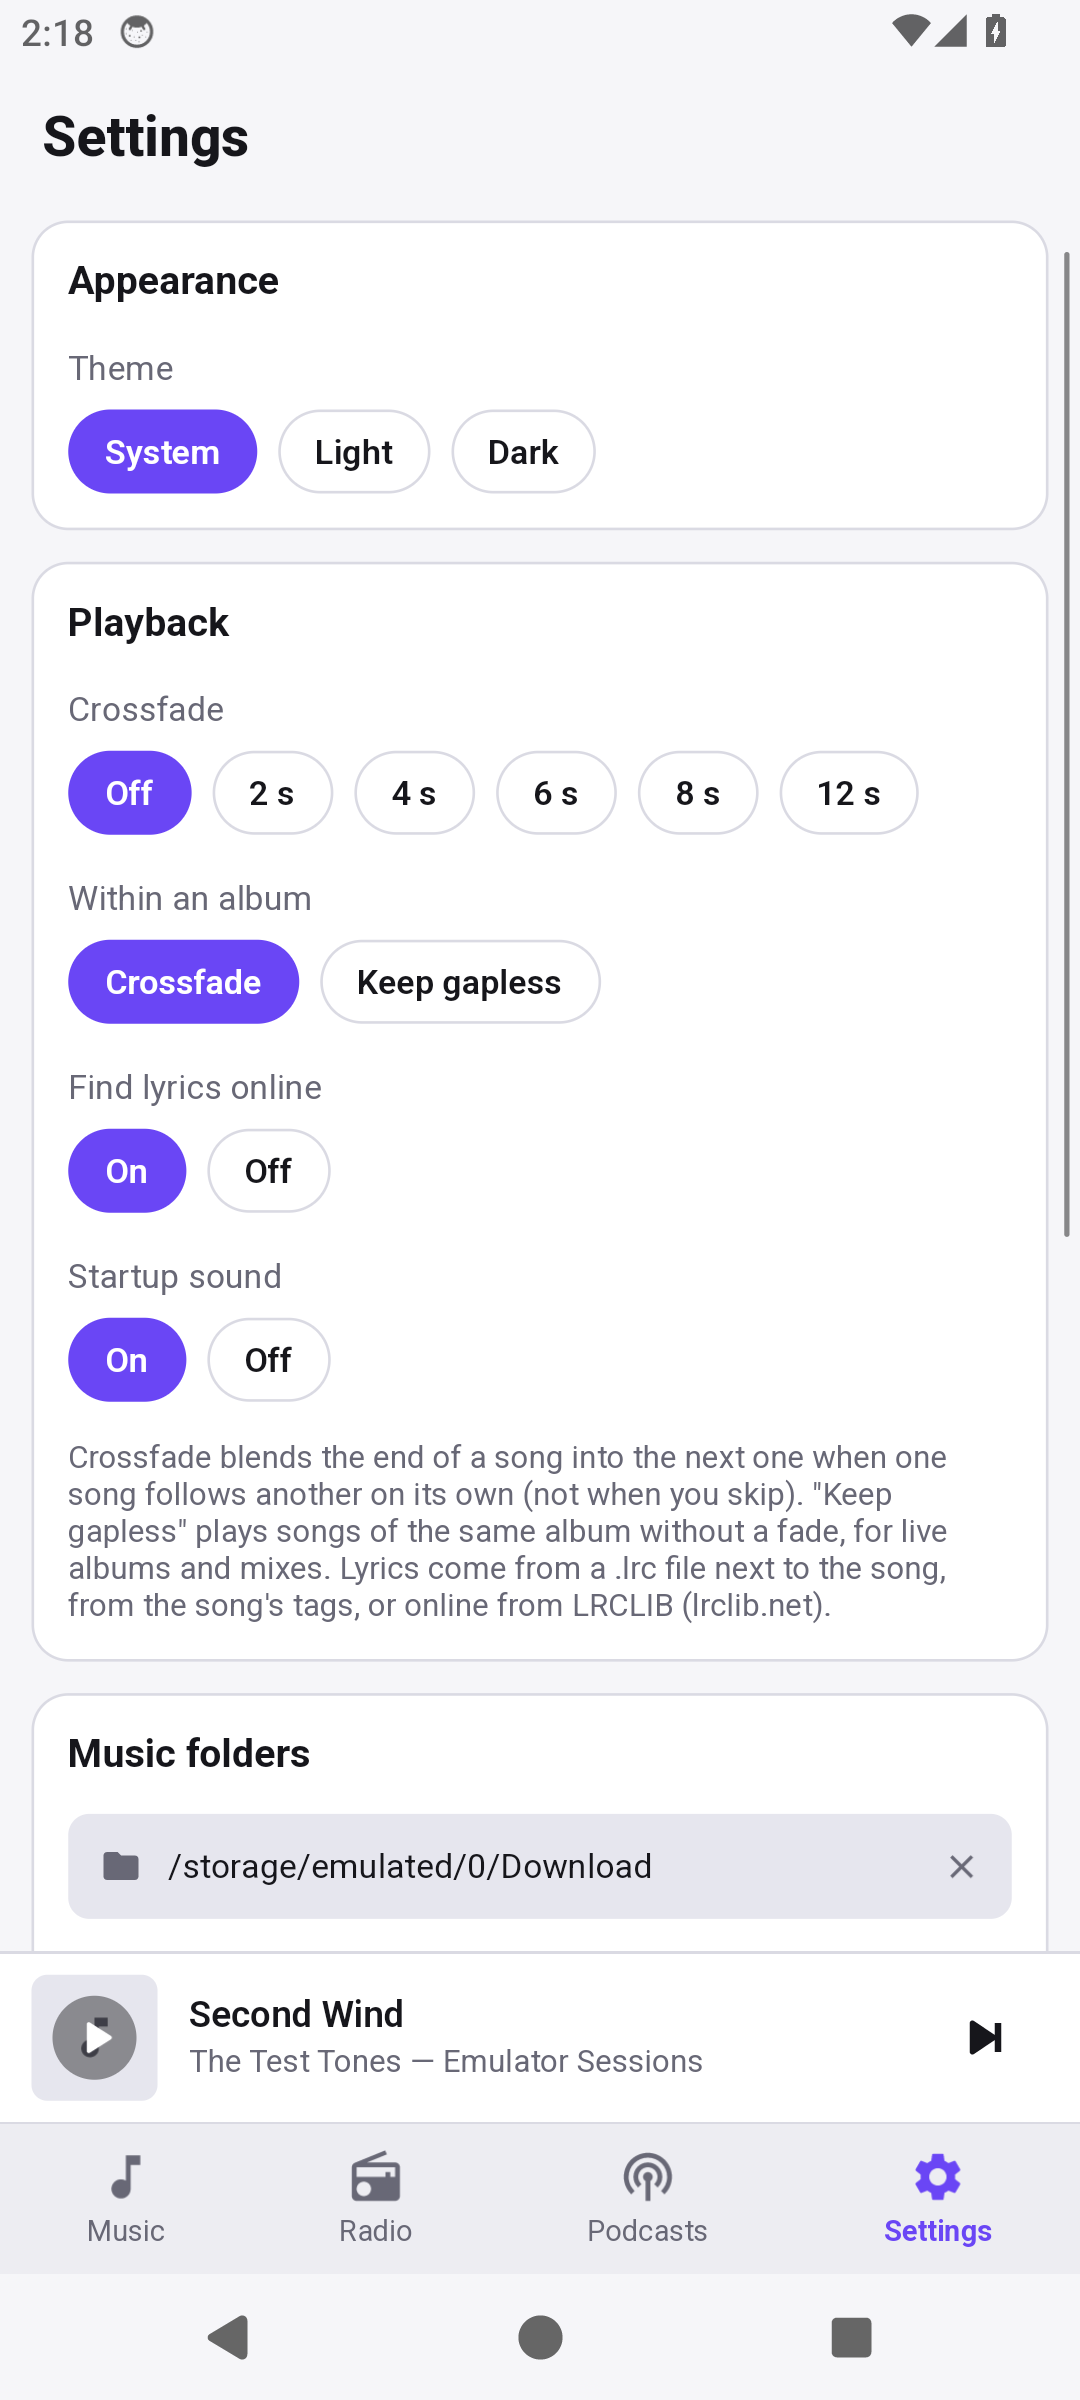 2:18
Settings
Appearance
Theme
System Light Dark
Playback
Crossfade
Off 2 s 4 s 6 s 8 s 12 s
Within an album
Crossfade Keep gapless
Find lyrics online
On Off
Startup sound
On Off
Crossfade blends the end of a song into the next one when one
song follows another on its own (not when you skip). "Keep
gapless" plays songs of the same album without a fade, for live
albums and mixes. Lyrics come from a .lrc file next to the song,
from the song's tags, or online from LRCLIB (lrclib.net).
Music folders
/storage/emulated/0/Download
Second Wind
The Test Tones — Emulator Sessions
Music Radio Podcasts Settings